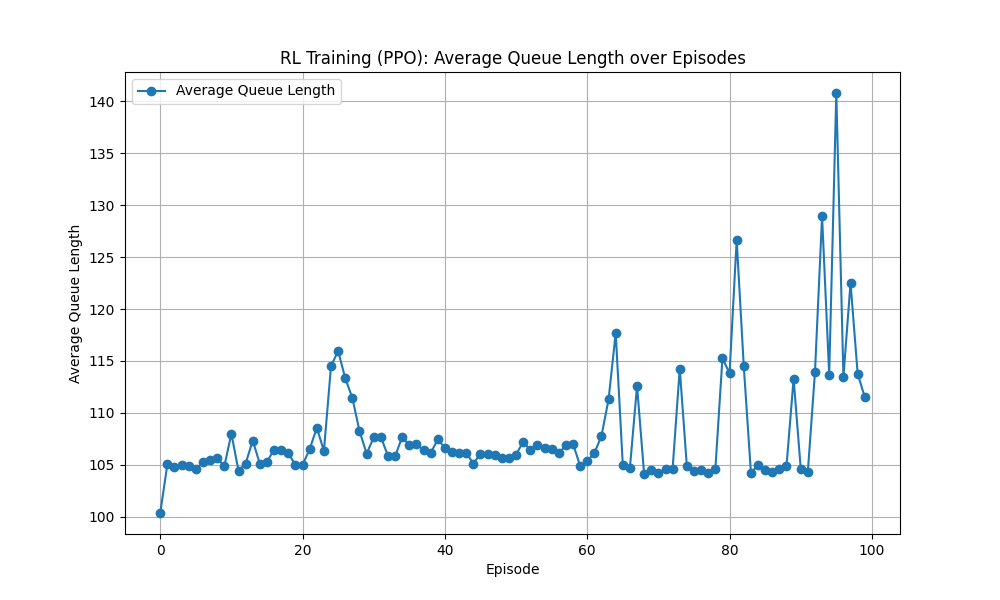 RL Training (PPO): Average Queue Length over Episodes
Average Queue Length
140
135
130
125
120
115
110
105
100
Average Queue Length
0 20 40 60 80 100
Episode